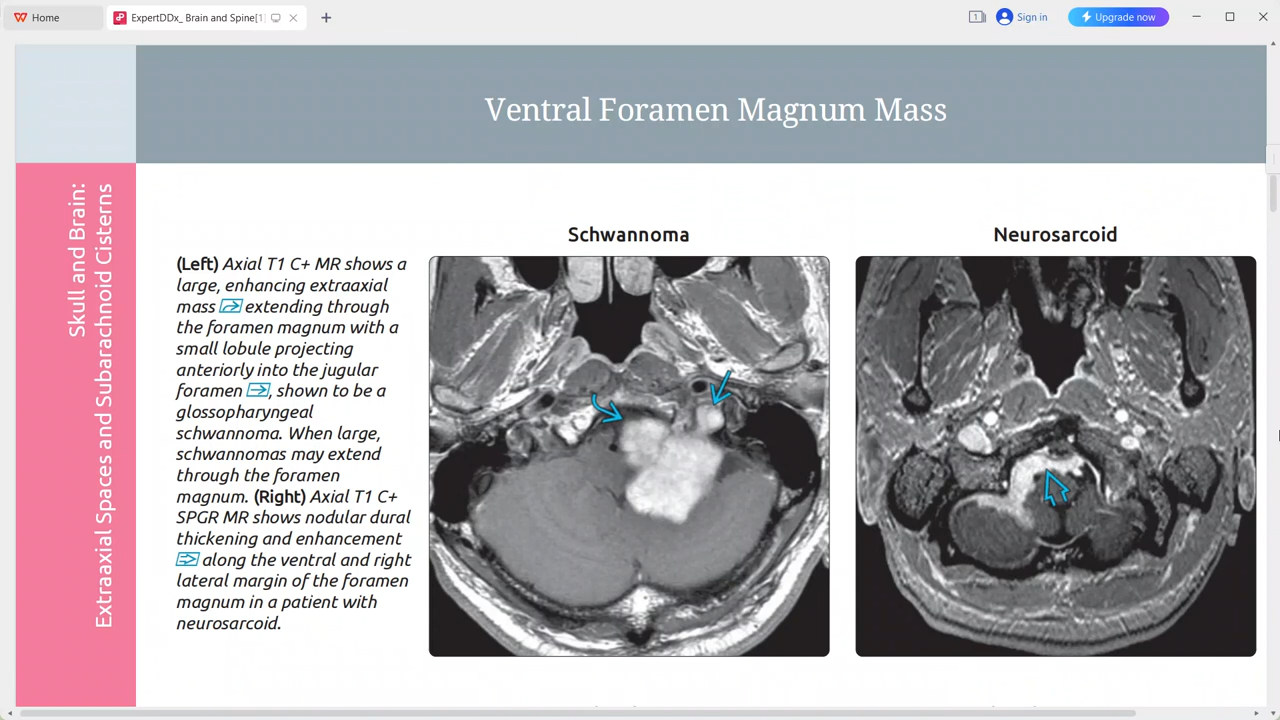 Home
ExpertDDx_ Brain and Spine[1]
1
Sign in
Upgrade now
Ventral Foramen Magnum Mass
Skull and Brain:
Extraaxial Spaces and Subarachnoid Cisterns
(Left) Axial T1 C+ MR shows a
large, enhancing extraaxial
mass extending through
the foramen magnum with a
small lobule projecting
anteriorly into the jugular
foramen , shown to be a
glossopharyngeal
schwannoma. When large,
schwannomas may extend
through the foramen
magnum. (Right) Axial T1 C+
SPGR MR shows nodular dural
thickening and enhancement
along the ventral and right
lateral margin of the foramen
magnum in a patient with
neurosarcoid.
Schwannoma
Neurosarcoid